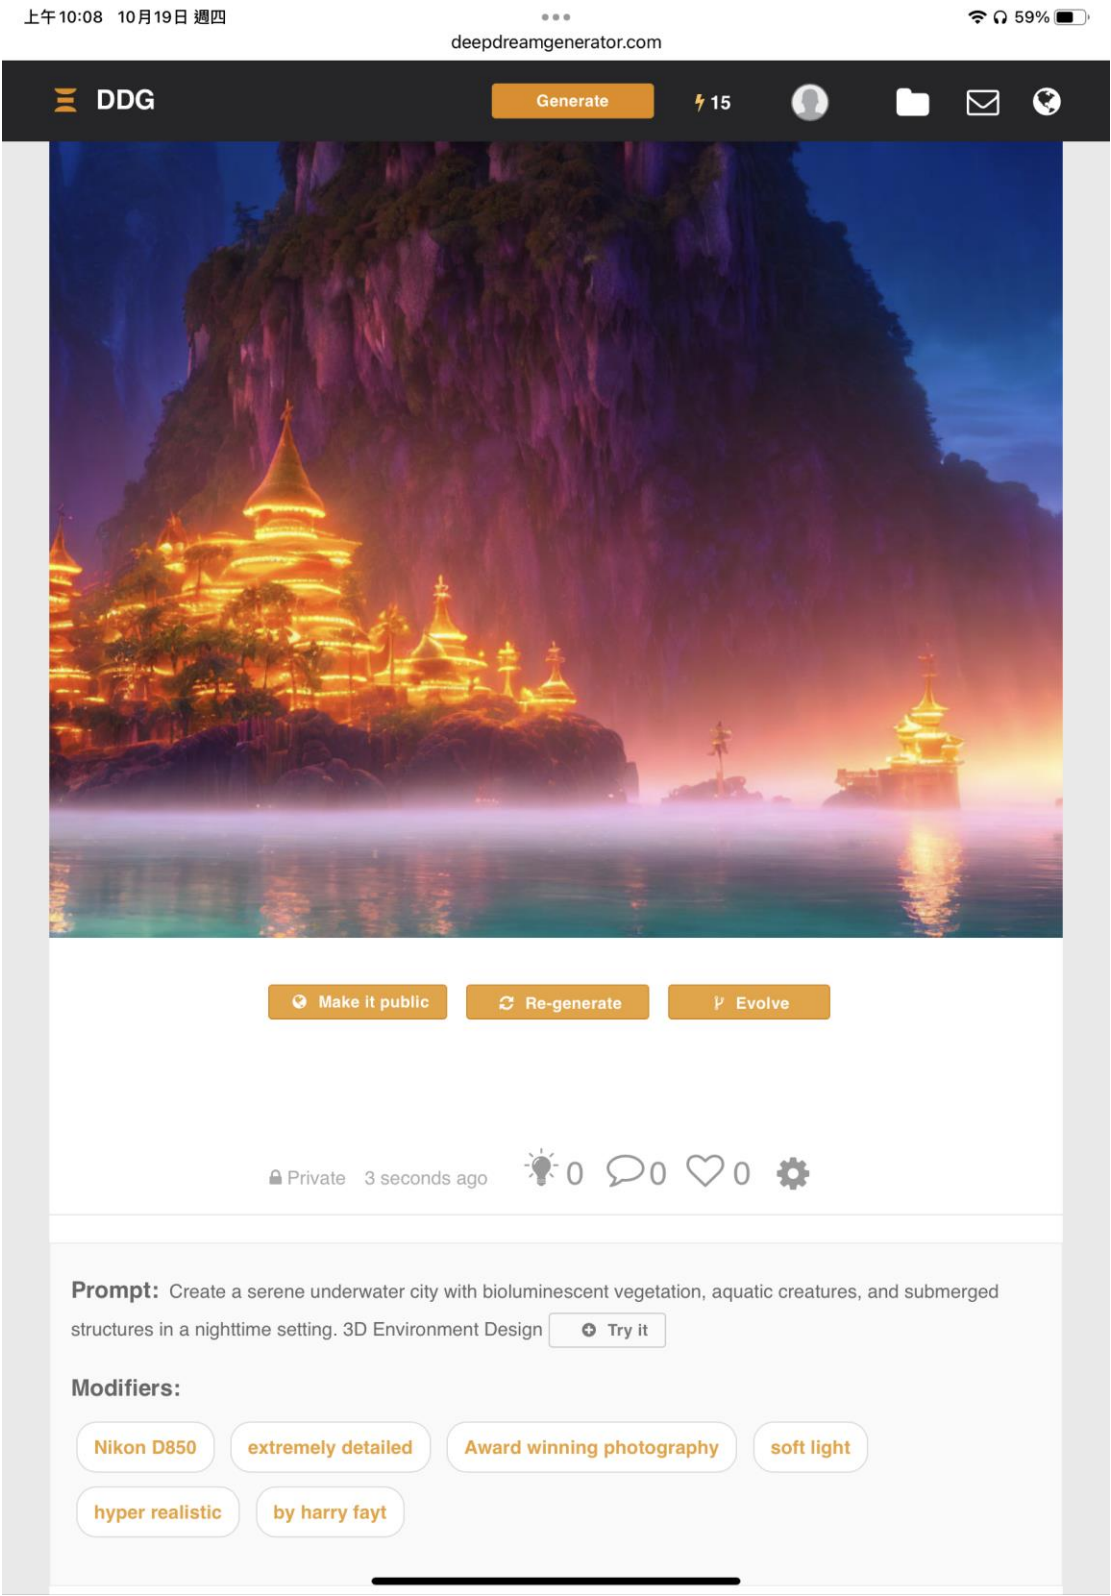 上午10:08 10月19日 週四
59%
deepdreamgenerator.com
DDG
Generate
15
Make it public
Re-generate
Evolve
Private 3 seconds ago
0
0
0
Prompt: Create a serene underwater city with bioluminescent vegetation, aquatic creatures, and submerged
structures in a nighttime setting. 3D Environment Design
Try it
Modifiers:
Nikon D850
extremely detailed
Award winning photography
soft light
hyper realistic
by harry fayt